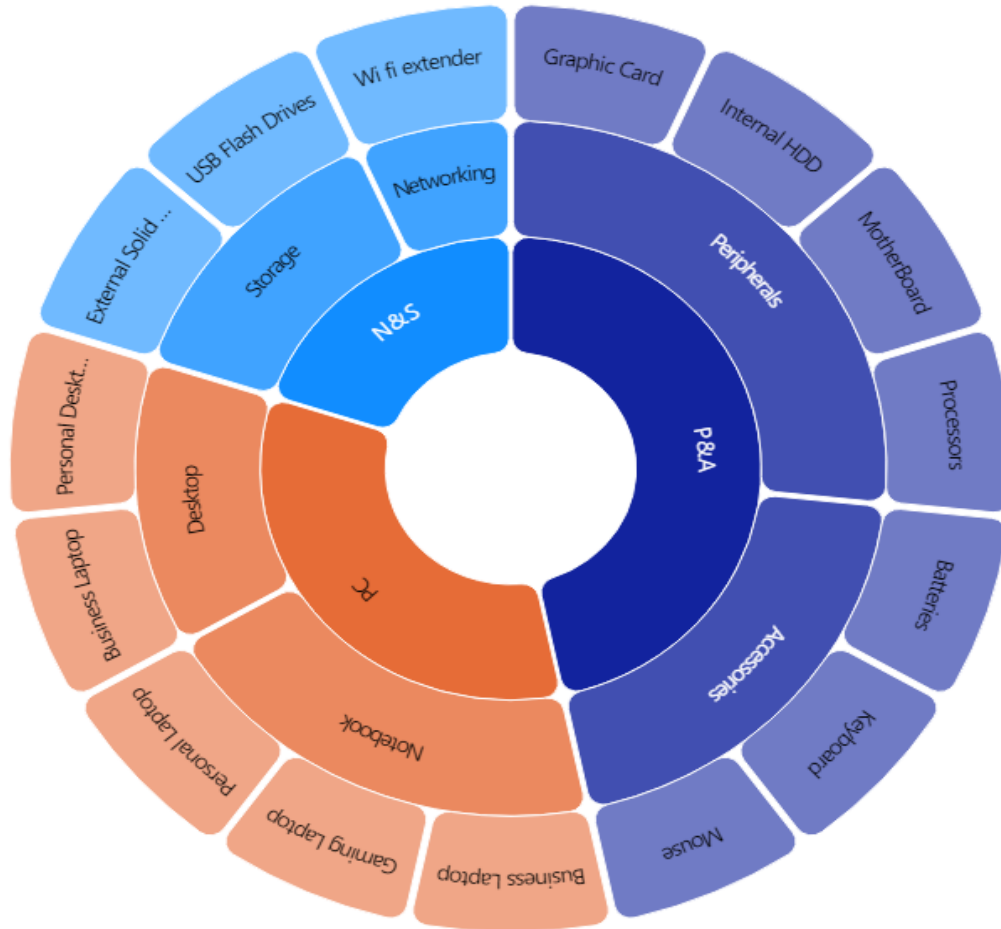 Wi fi extender
Graphic Card
USB Flash Drives
Internal HDD
Networking
External Solid ...
Storage
Peripherals
MotherBoard
N&S
Personal Deskt...
Processors
P&A
Desktop
Business Laptop
PC
Batteries
Accessories
Personal Laptop
Notebook
Keyboard
Gaming Laptop
Mouse
Business Laptop